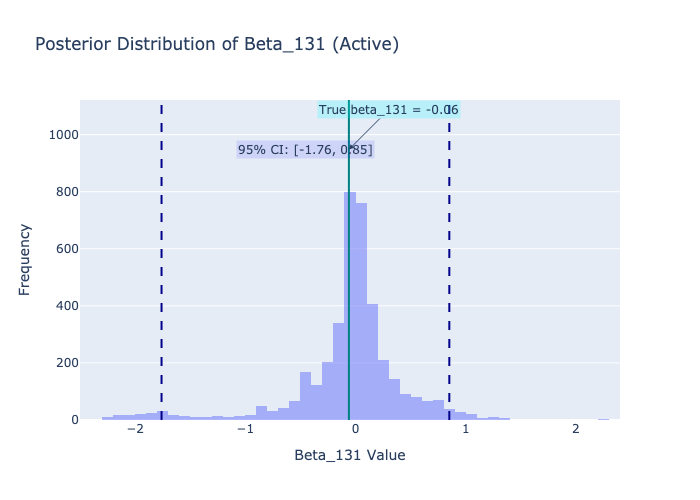 Posterior Distribution of Beta_131 (Active)
True beta_131 = -0.06
95% CI: [-1.76, 0.85]
1000
800
600
400
200
0
Frequency
−2
−1
0
1
2
Beta_131 Value